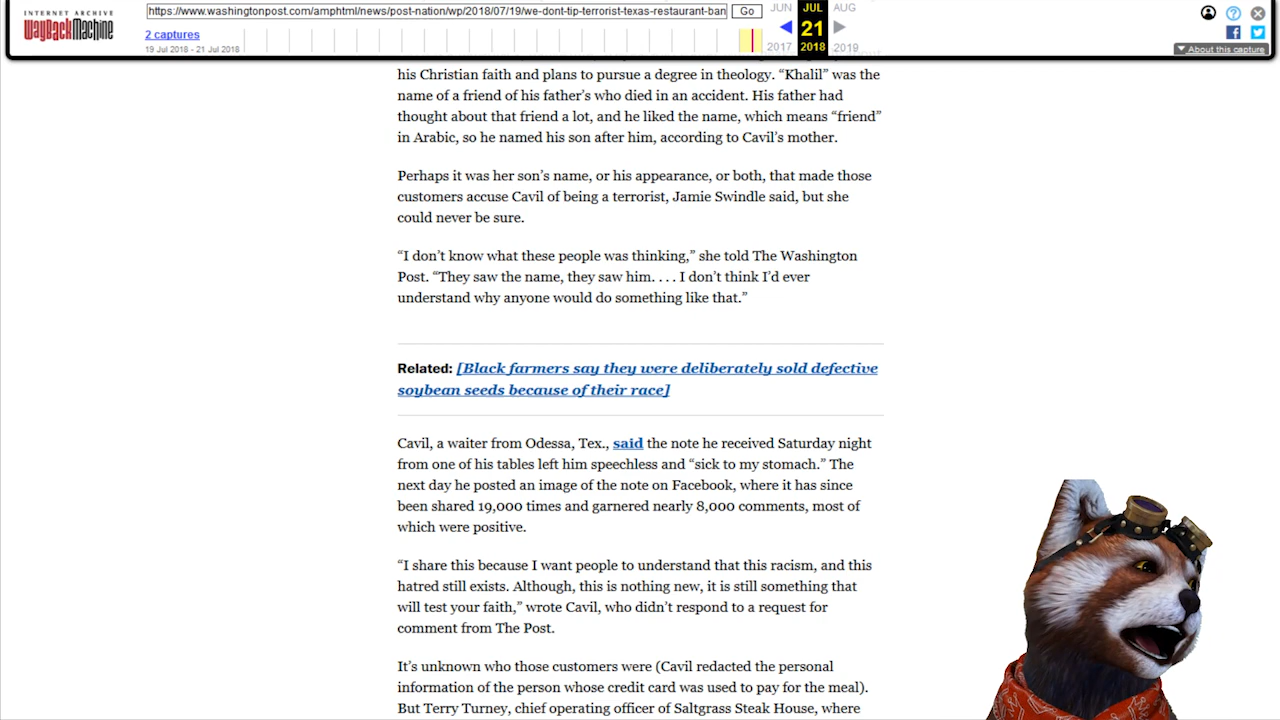 INTERNET ARCHIVE
WayBackMachine
https://www.washingtonpost.com/amphtml/news/post-nation/wp/2018/07/19/we-dont-tip-terrorist-texas-restaurant-ban
Go
JUN
JUL
AUG
2 captures
21
19 Jul 2018 - 21 Jul 2018
2017
2018
2019
About this capture
his Christian faith and plans to pursue a degree in theology. “Khalil” was the
name of a friend of his father’s who died in an accident. His father had
thought about that friend a lot, and he liked the name, which means “friend”
in Arabic, so he named his son after him, according to Cavil’s mother.
Perhaps it was her son’s name, or his appearance, or both, that made those
customers accuse Cavil of being a terrorist, Jamie Swindle said, but she
could never be sure.
“I don’t know what these people was thinking,” she told The Washington
Post. “They saw the name, they saw him. . . . I don’t think I’d ever
understand why anyone would do something like that.”
Related: [Black farmers say they were deliberately sold defective
soybean seeds because of their race]
Cavil, a waiter from Odessa, Tex., said the note he received Saturday night
from one of his tables left him speechless and “sick to my stomach.” The
next day he posted an image of the note on Facebook, where it has since
been shared 19,000 times and garnered nearly 8,000 comments, most of
which were positive.
“I share this because I want people to understand that this racism, and this
hatred still exists. Although, this is nothing new, it is still something that
will test your faith,” wrote Cavil, who didn’t respond to a request for
comment from The Post.
It’s unknown who those customers were (Cavil redacted the personal
information of the person whose credit card was used to pay for the meal).
But Terry Turney, chief operating officer of Saltgrass Steak House, where